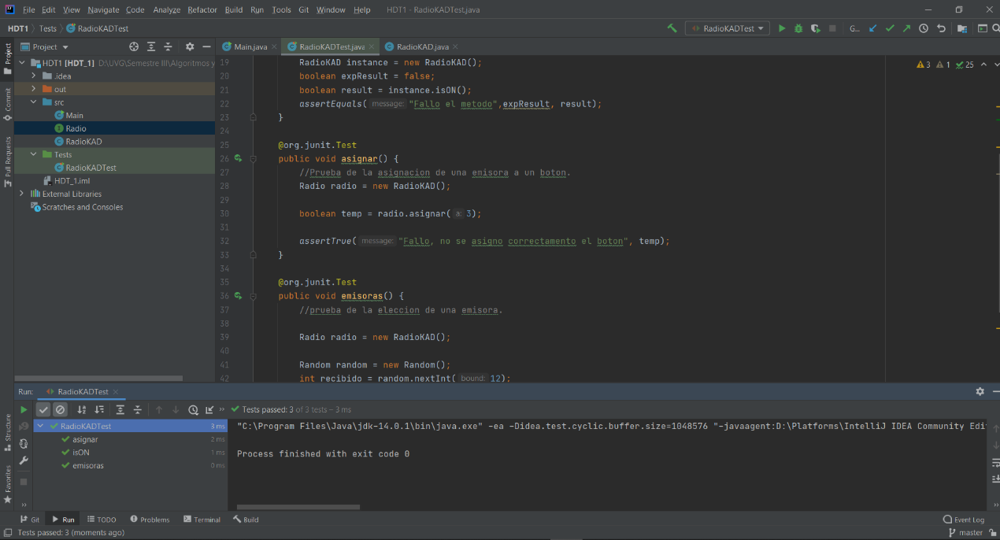 File Edit View Navigate Code Analyze Refactor Build Run Tools Git Window Help HDT1 - RadioKADTest.java
HDT1 Tests RadioKADTest RadioKADTest G...
Project Main.java RadioKADTest.java RadioKAD.java
Project
Commit
Pull Requests
Structure
Favorites
HDT1 [HDT_1] D:\UVG\Semestre III\Algoritmos y
.idea
out
src
Main
Radio
RadioKAD
Tests
RadioKADTest
HDT_1.iml
External Libraries
Scratches and Consoles
3 1 25
19 RadioKAD instance = new RadioKAD();
20 boolean expResult = false;
21 boolean result = instance.isON();
22 assertEquals( message: "Fallo el metodo",expResult, result);
23 }
24
25 @org.junit.Test
26 public void asignar() {
27 //Prueba de la asignacion de una emisora a un boton.
28 Radio radio = new RadioKAD();
29
30 boolean temp = radio.asignar( a: 3);
31
32 assertTrue( message: "Fallo, no se asigno correctamento el boton", temp);
33 }
34
35 @org.junit.Test
36 public void emisoras() {
37 //prueba de la eleccion de una emisora.
38
39 Radio radio = new RadioKAD();
40
41 Random random = new Random();
42 int recibido = random.nextInt( bound: 12);
Run: RadioKADTest
Tests passed: 3 of 3 tests – 3 ms
RadioKADTest 3 ms
asignar 2 ms
isON 1 ms
emisoras 0 ms
"C:\Program Files\Java\jdk-14.0.1\bin\java.exe" -ea -Didea.test.cyclic.buffer.size=1048576 "-javaagent:D:\Platforms\IntelliJ IDEA Community Edi
Process finished with exit code 0
Git Run TODO Problems Terminal Build Event Log
Tests passed: 3 (moments ago) master